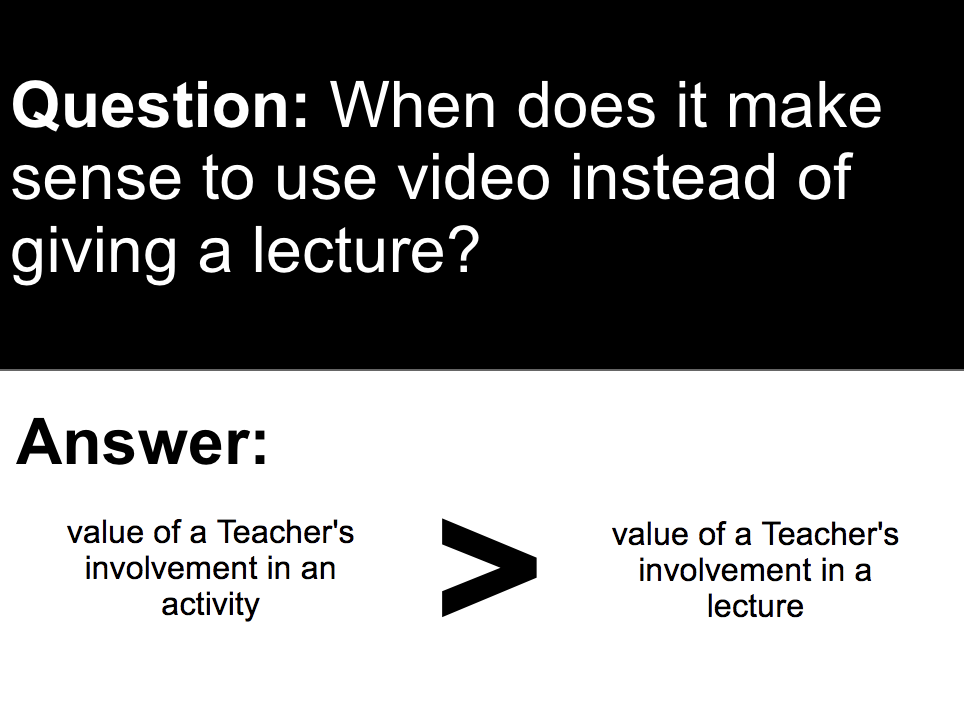 Question: When does it make
sense to use video instead of
giving a lecture?
Answer:
value of a Teacher's
involvement in an
activity
>
value of a Teacher's
involvement in a
lecture